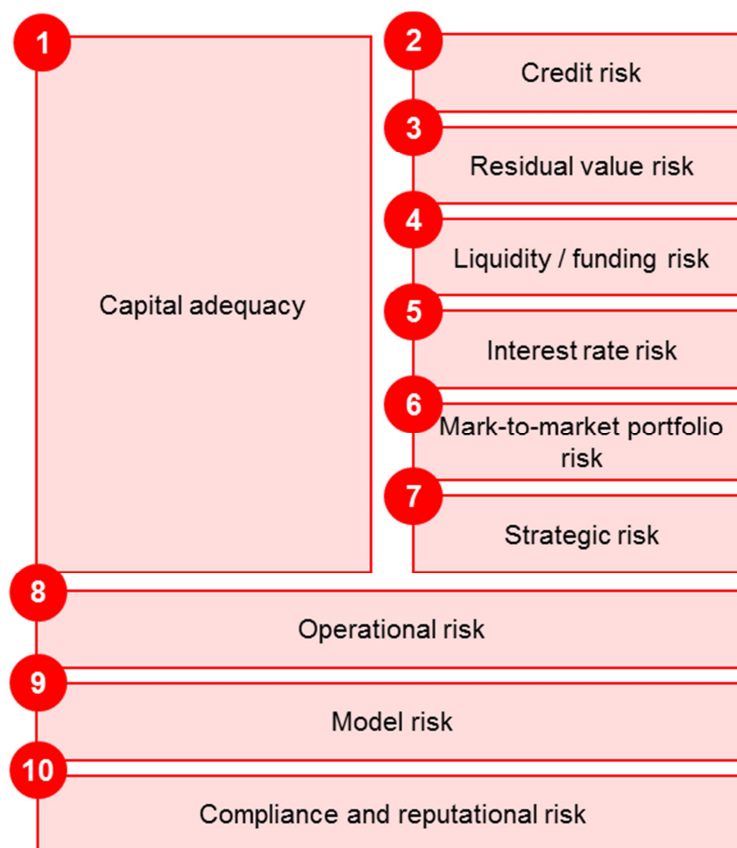 1
Capital adequacy
2
Credit risk
3
Residual value risk
4
Liquidity / funding risk
5
Interest rate risk
6
Mark-to-market portfolio
risk
7
Strategic risk
8
Operational risk
9
Model risk
10
Compliance and reputational risk